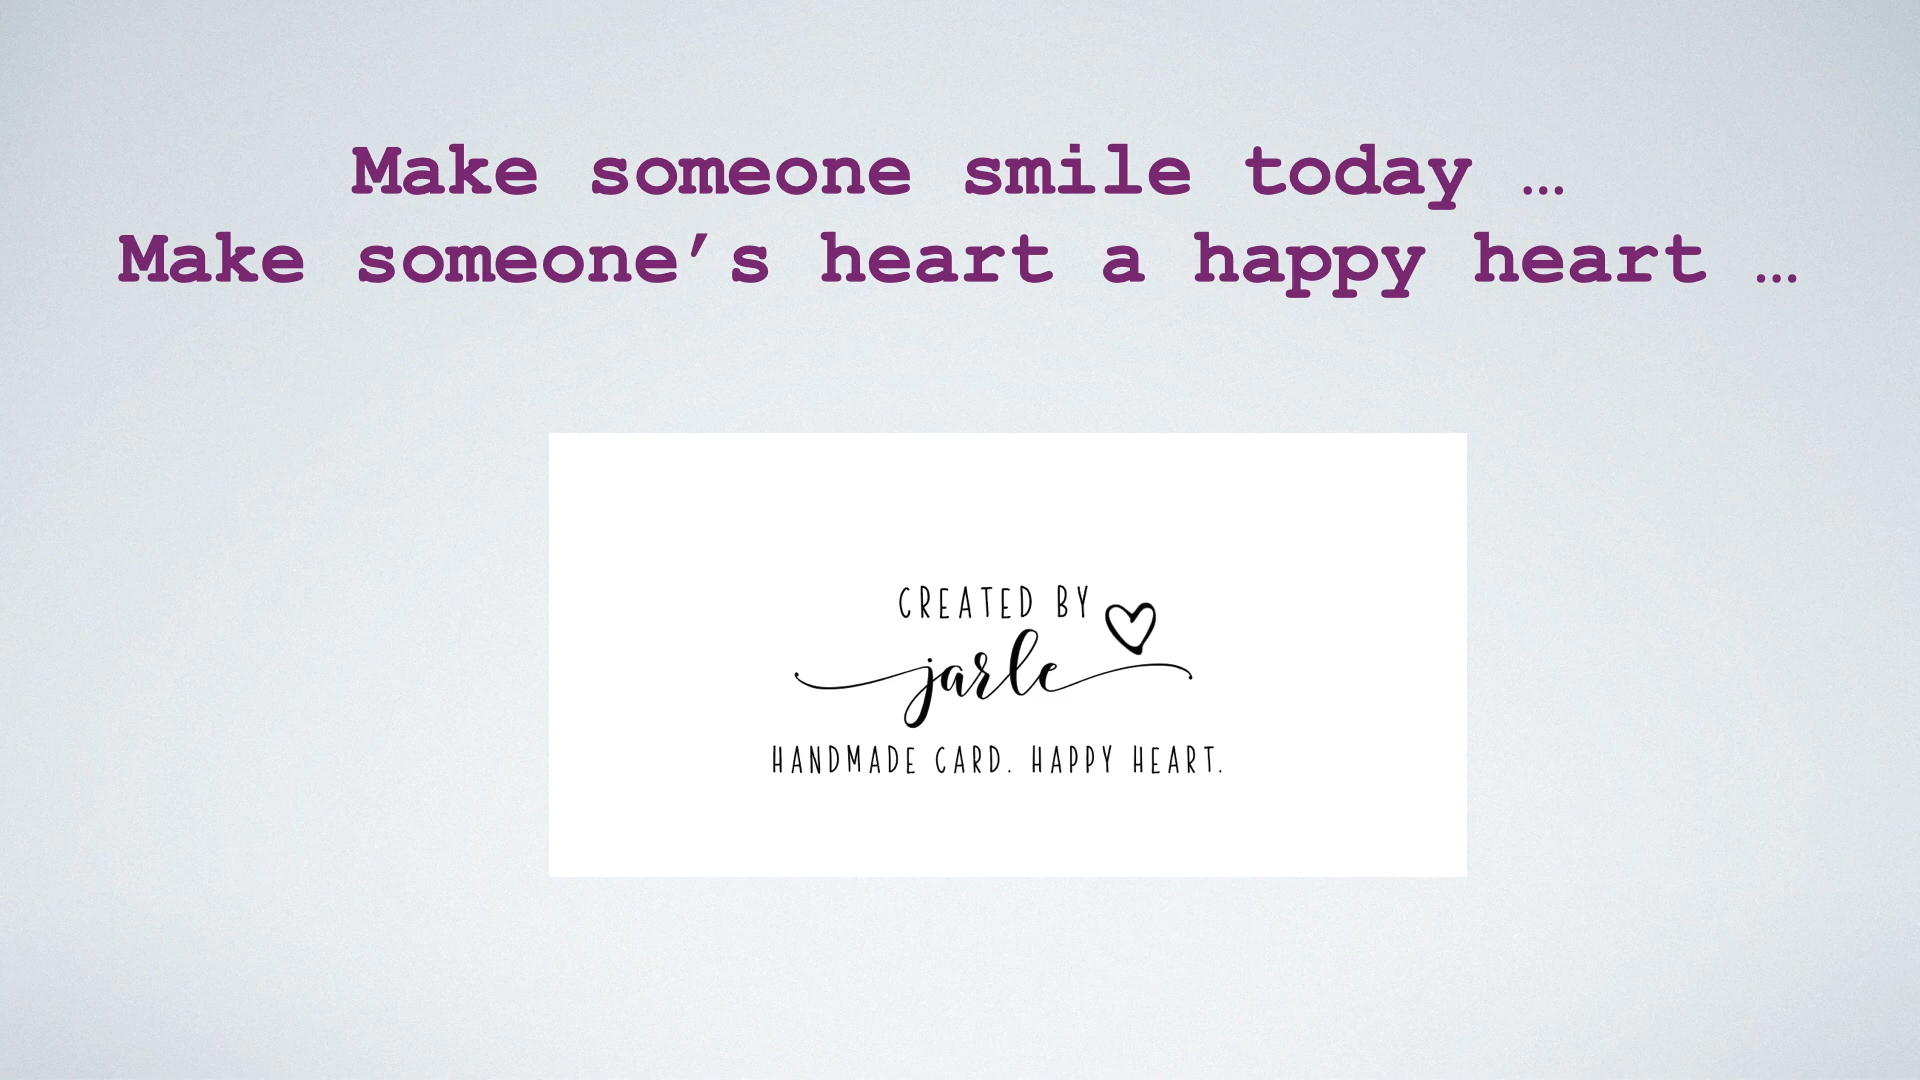 Make someone smile today …
Make someone’s heart a happy heart …
CREATED BY
jarle
HANDMADE CARD. HAPPY HEART.